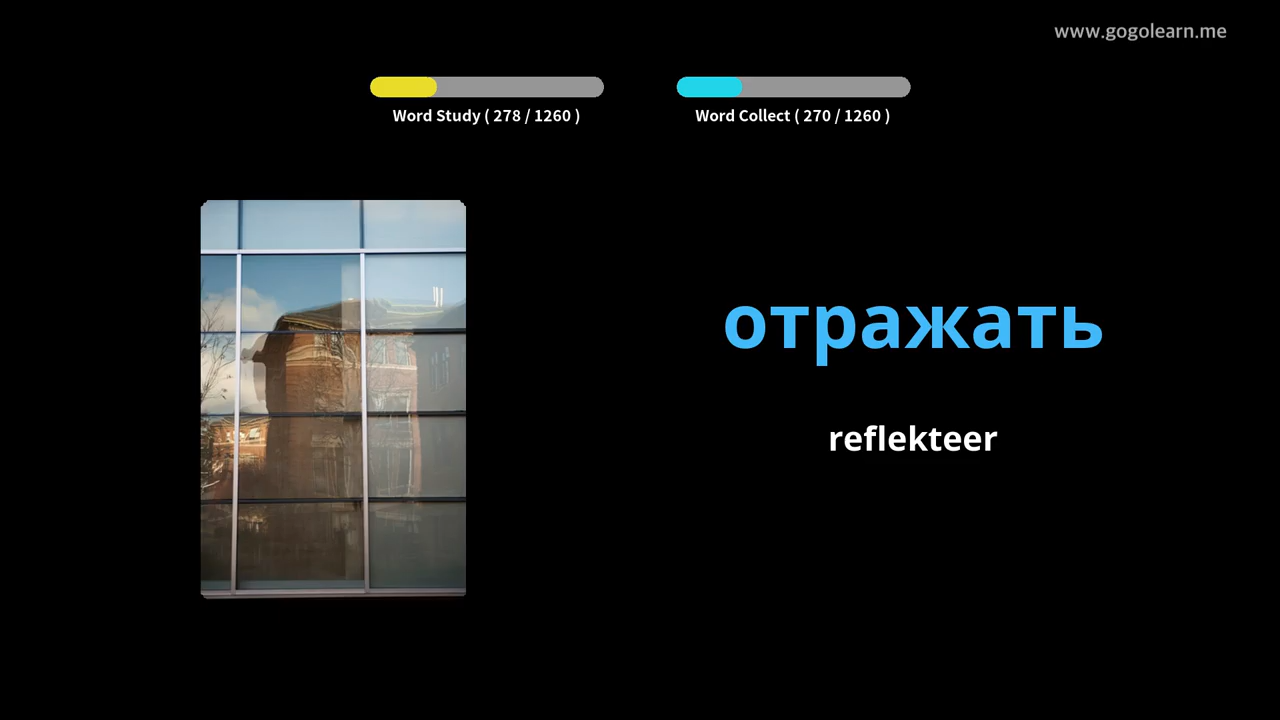 www.gogolearn.me
Word Study ( 278 / 1260 )
Word Collect ( 270 / 1260 )
отражать
reflekteer